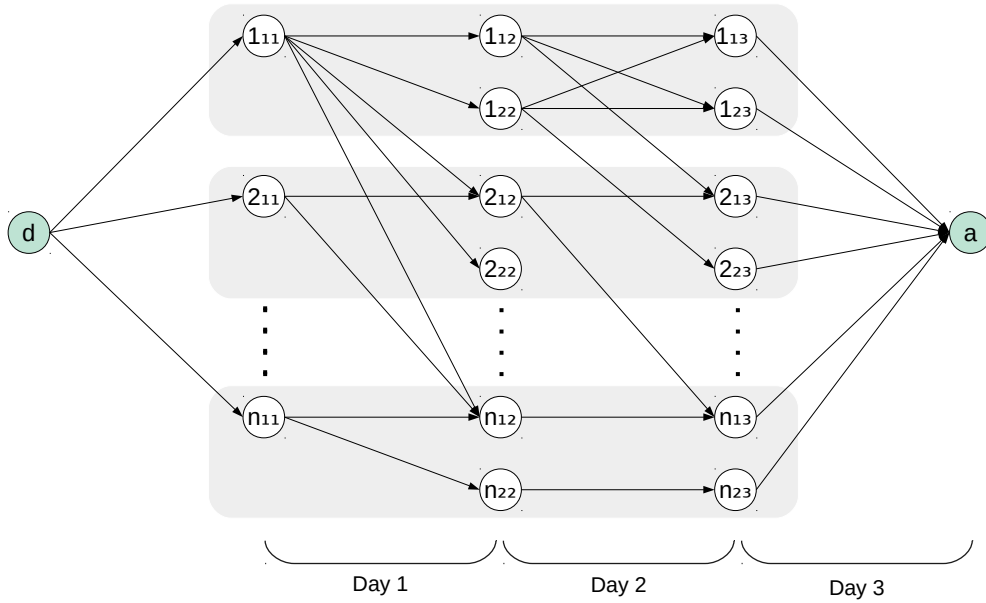 1₁₁ 1₁₂ 1₁₃
1₂₂ 1₂₃
2₁₁ 2₁₂ 2₁₃
d a
2₂₂ 2₂₃
n₁₁ n₁₂ n₁₃
n₂₂ n₂₃
Day 1 Day 2 Day 3